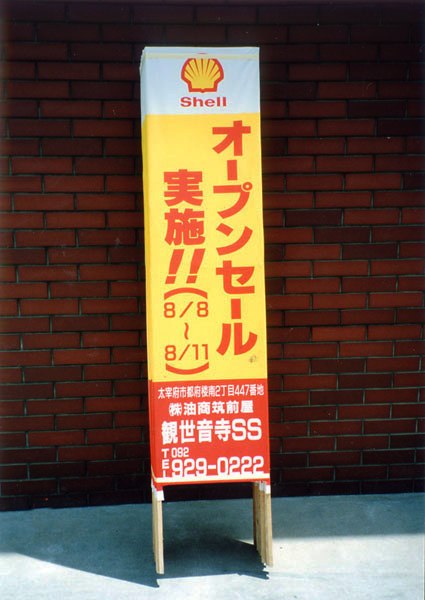 Shell
オープンセール
実施!!
(8/8
〜
8/11)
太宰府市都府楼南2丁目447番地
㈱油商筑前屋
観世音寺SS
TEL 092
929-0222